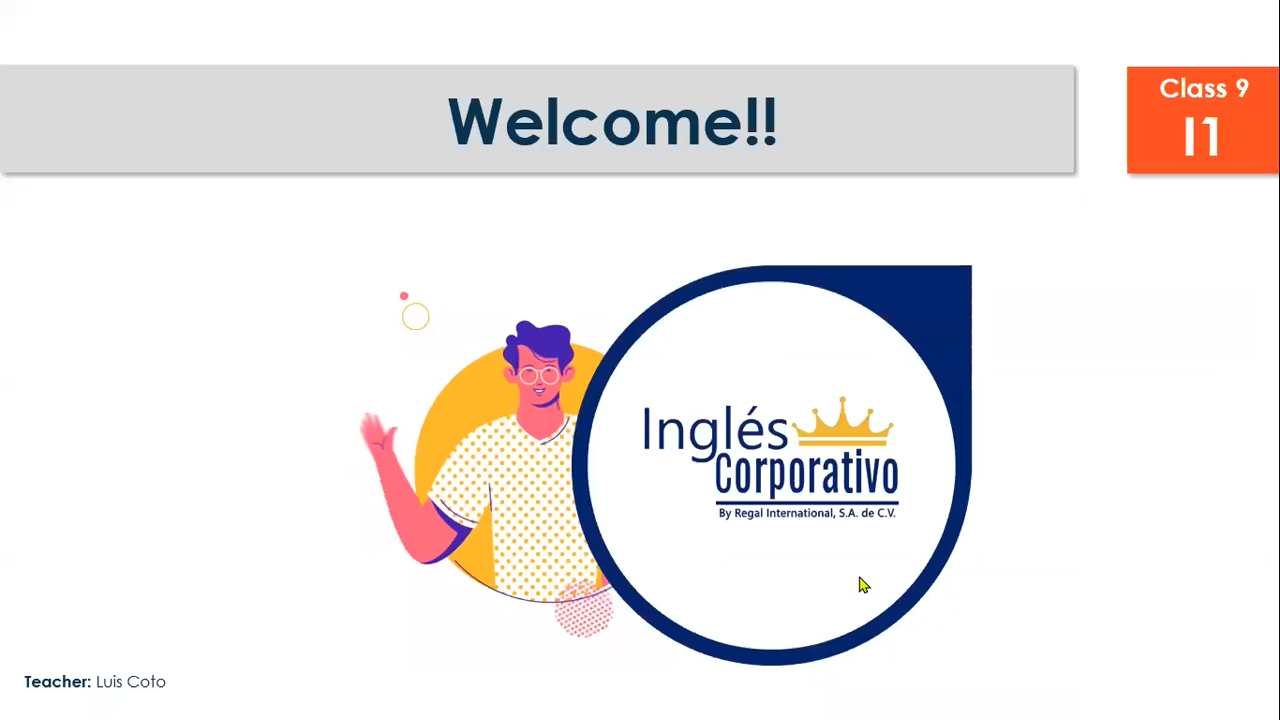 Welcome!!
Class 9
I1
Inglés
Corporativo
By Regal International, S.A. de C.V.
Teacher: Luis Coto